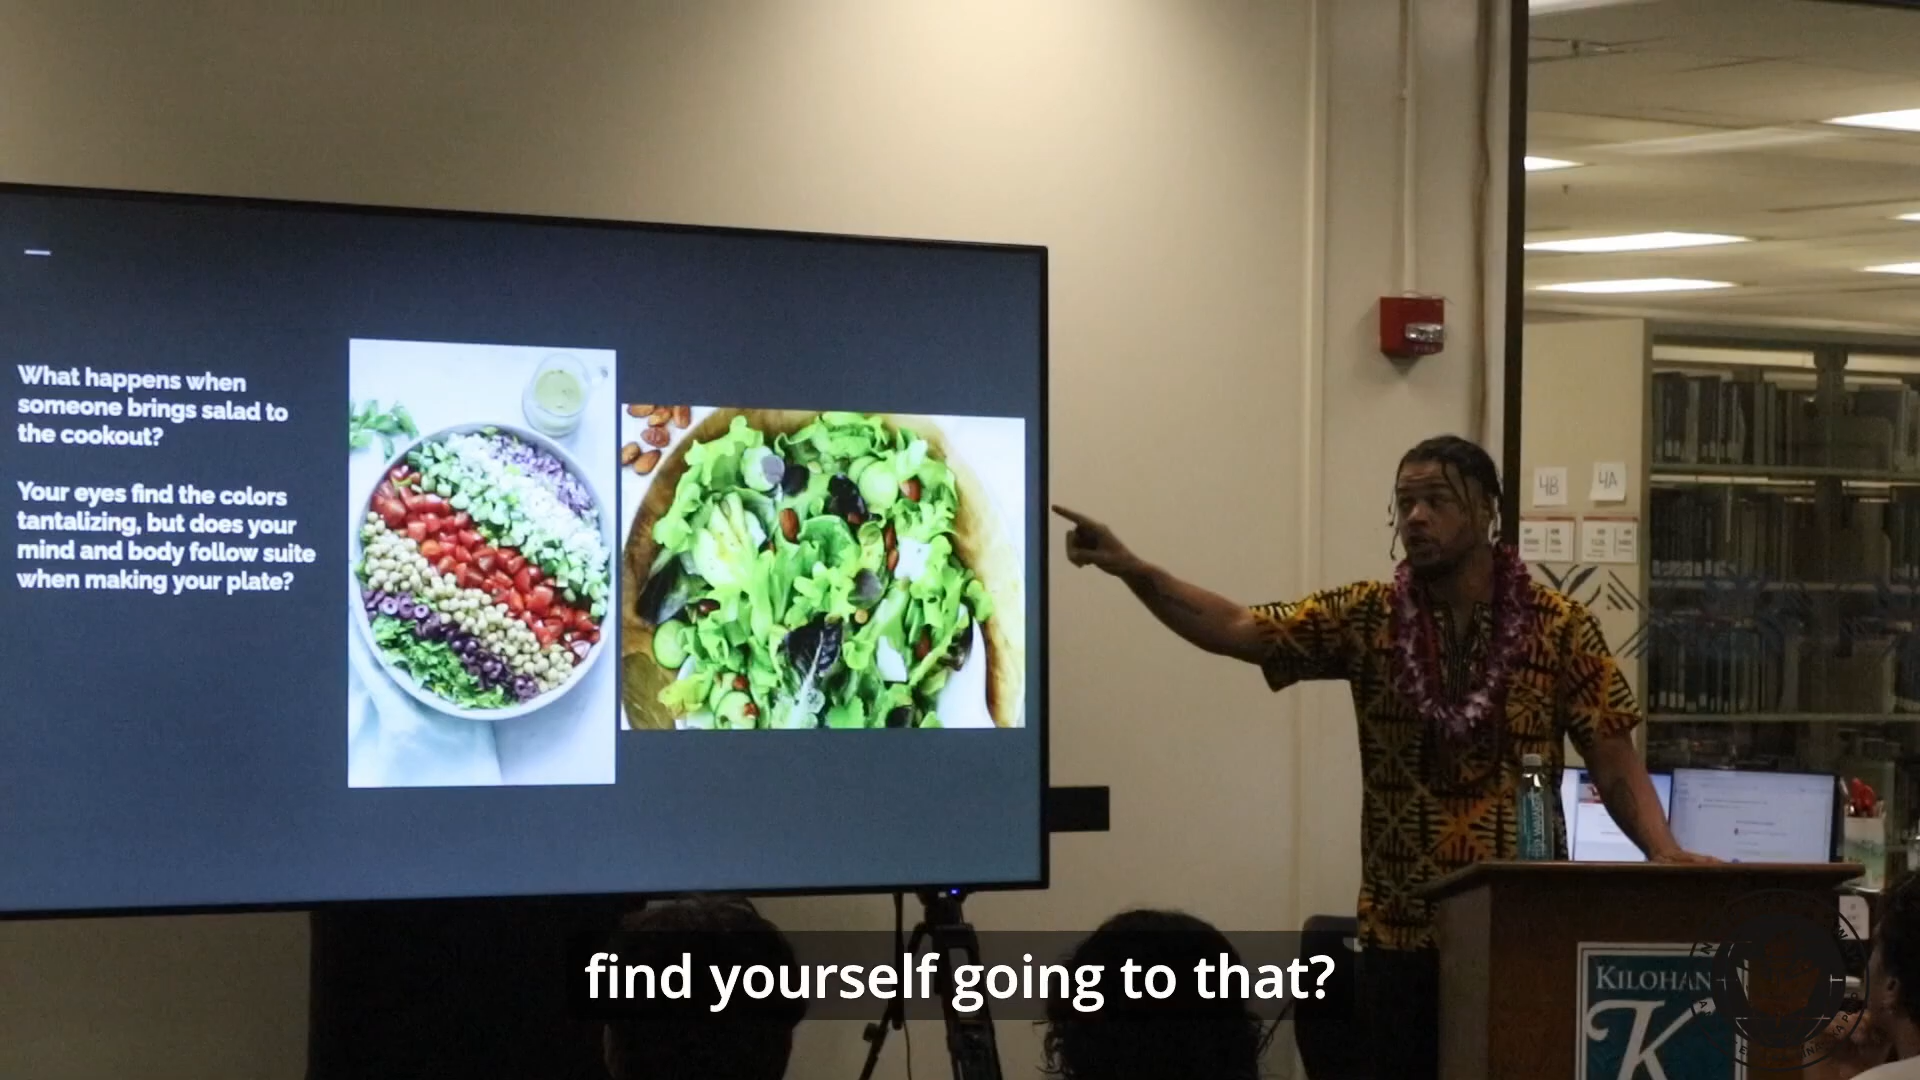 What happens when
someone brings salad to
the cookout?
Your eyes find the colors
tantalizing, but does your
mind and body follow suite
when making your plate?
4B
4A
find yourself going to that?
KILOHAN
K